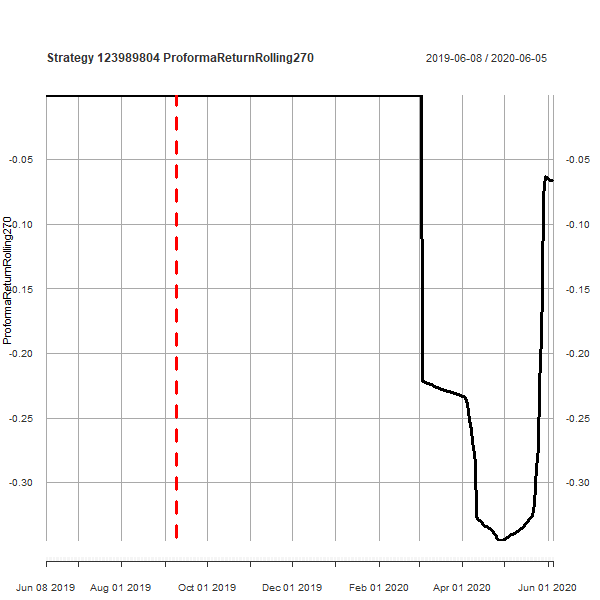 Strategy 123989804 ProformaReturnRolling270
2019-06-08 / 2020-06-05
ProformaReturnRolling270
-0.05 -0.05
-0.10 -0.10
-0.15 -0.15
-0.20 -0.20
-0.25 -0.25
-0.30 -0.30
Jun 08 2019 Aug 01 2019 Oct 01 2019 Dec 01 2019 Feb 01 2020 Apr 01 2020 Jun 01 2020